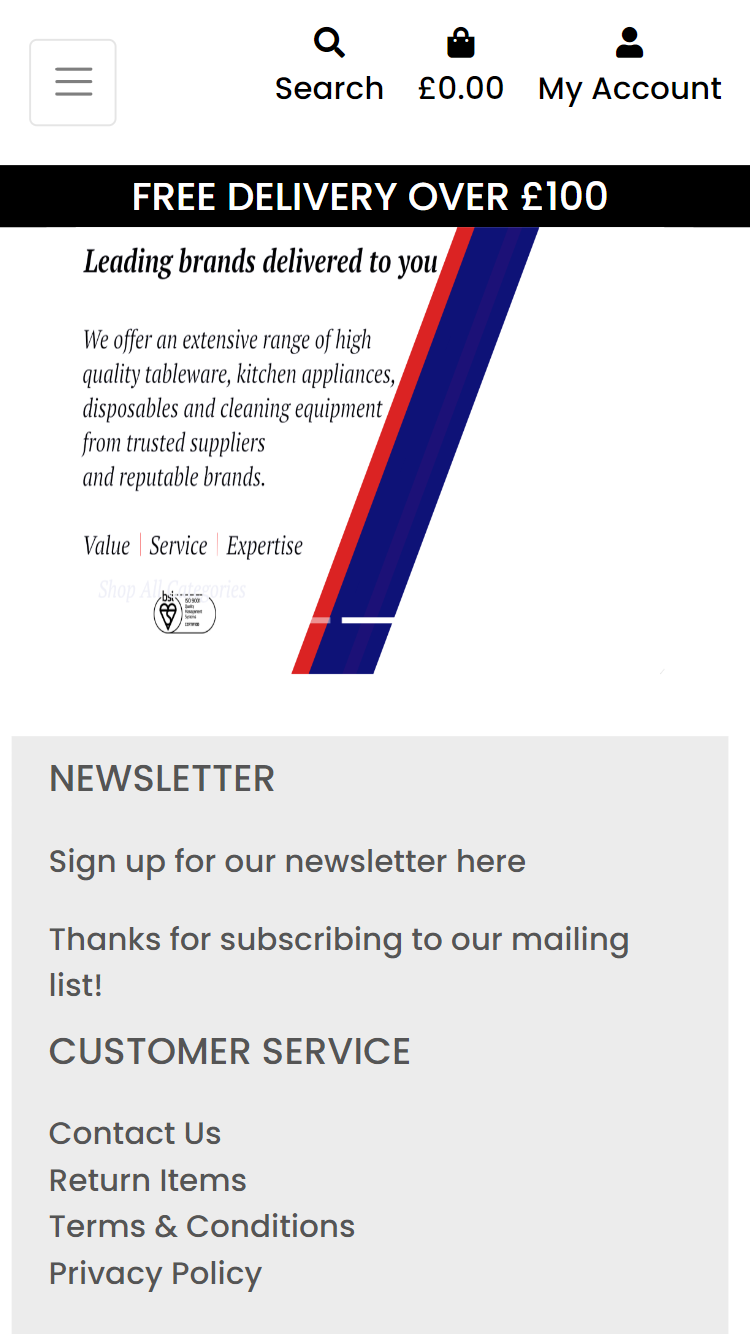 Search
£0.00
My Account
FREE DELIVERY OVER £100
Leading brands delivered to you
We offer an extensive range of high
quality tableware, kitchen appliances,
disposables and cleaning equipment
from trusted suppliers
and reputable brands.
Value | Service | Expertise
Shop All Categories
bsi.
ISO 9001
Quality
Management
Systems
CERTIFIED
NEWSLETTER
Sign up for our newsletter here
Thanks for subscribing to our mailing
list!
CUSTOMER SERVICE
Contact Us
Return Items
Terms & Conditions
Privacy Policy